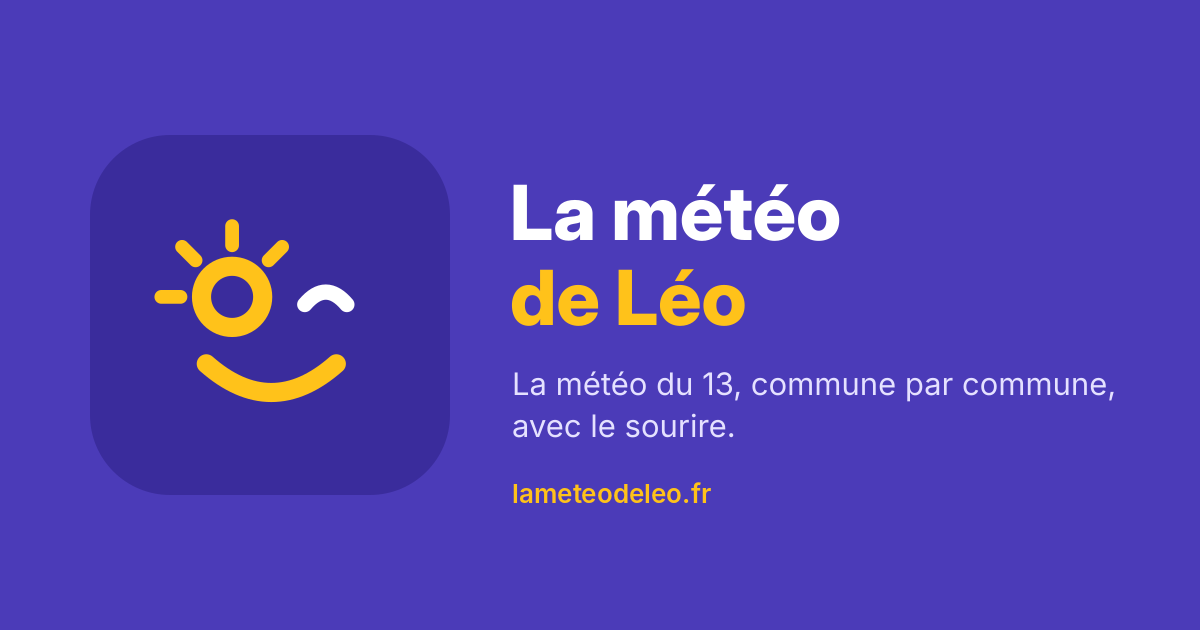 La météo
de Léo
La météo du 13, commune par commune,
avec le sourire.
lameteodeleo.fr